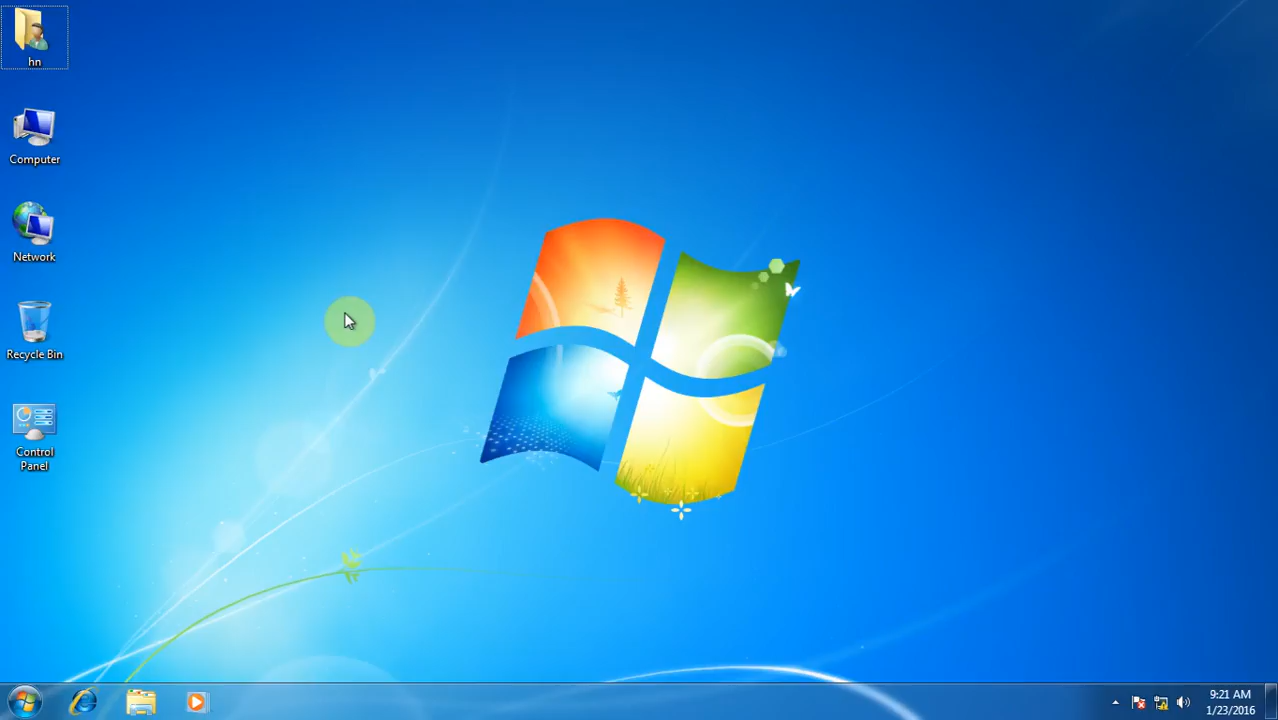 hn
Computer
Network
Recycle Bin
Control
Panel
9:21 AM
1/23/2016